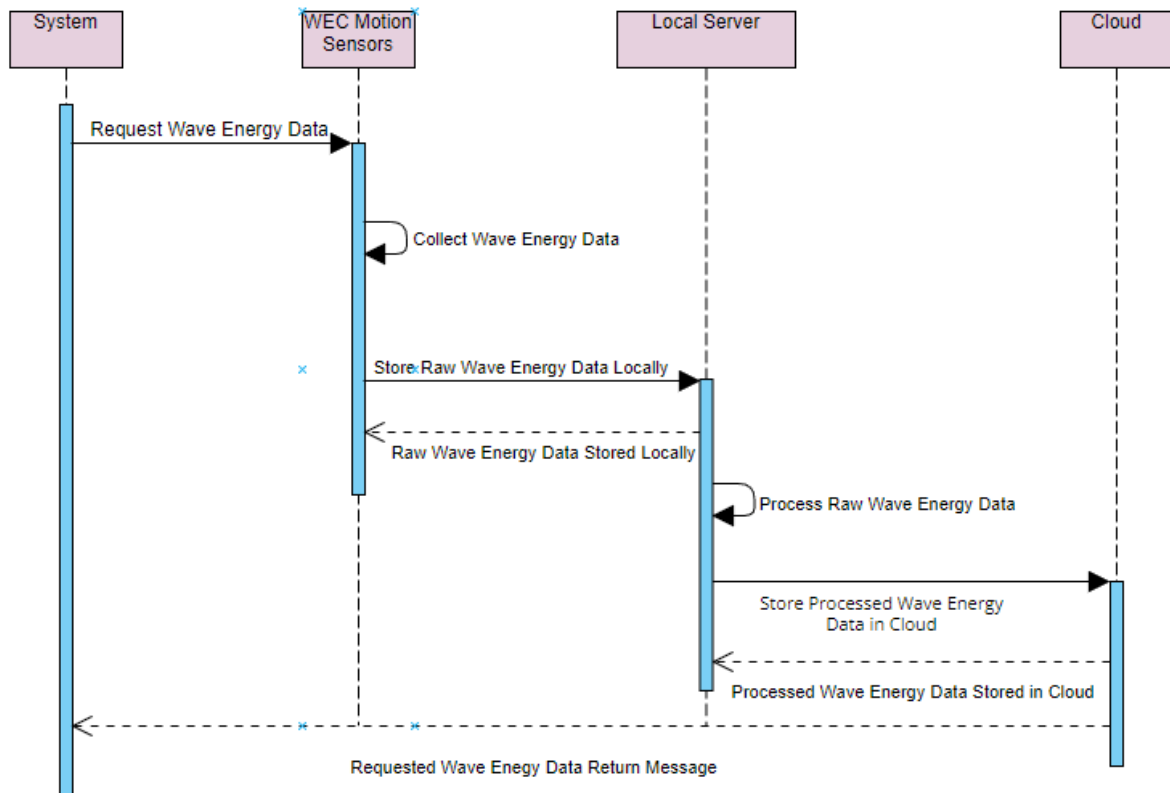 System
WEC Motion
Sensors
Local Server
Cloud
Request Wave Energy Data
Collect Wave Energy Data
Store Raw Wave Energy Data Locally
Raw Wave Energy Data Stored Locally
Process Raw Wave Energy Data
Store Processed Wave Energy
Data in Cloud
Processed Wave Energy Data Stored in Cloud
Requested Wave Enegy Data Return Message